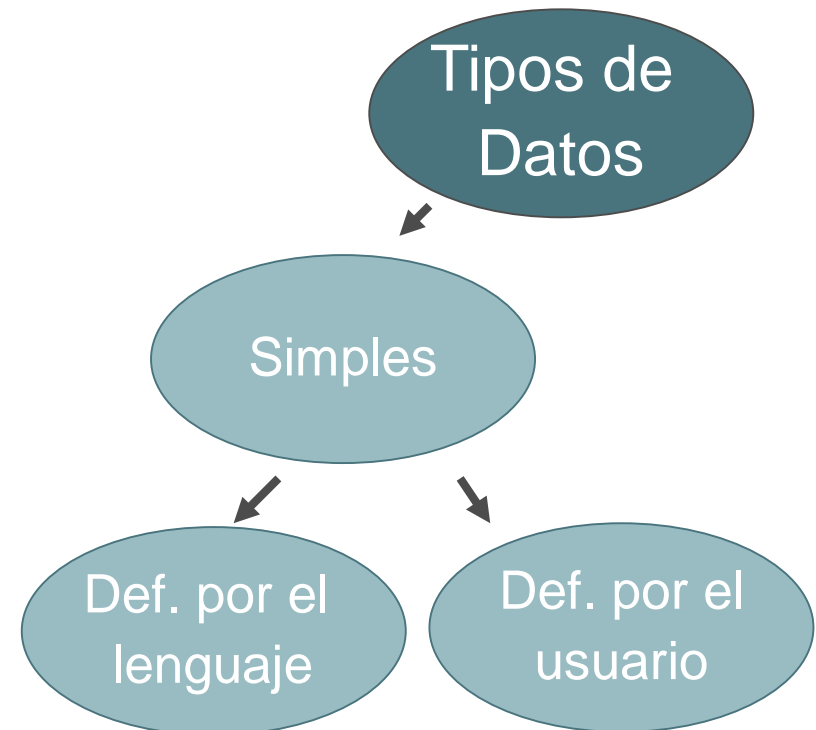 Tipos de
Datos
Simples
Def. por el
lenguaje
Def. por el
usuario